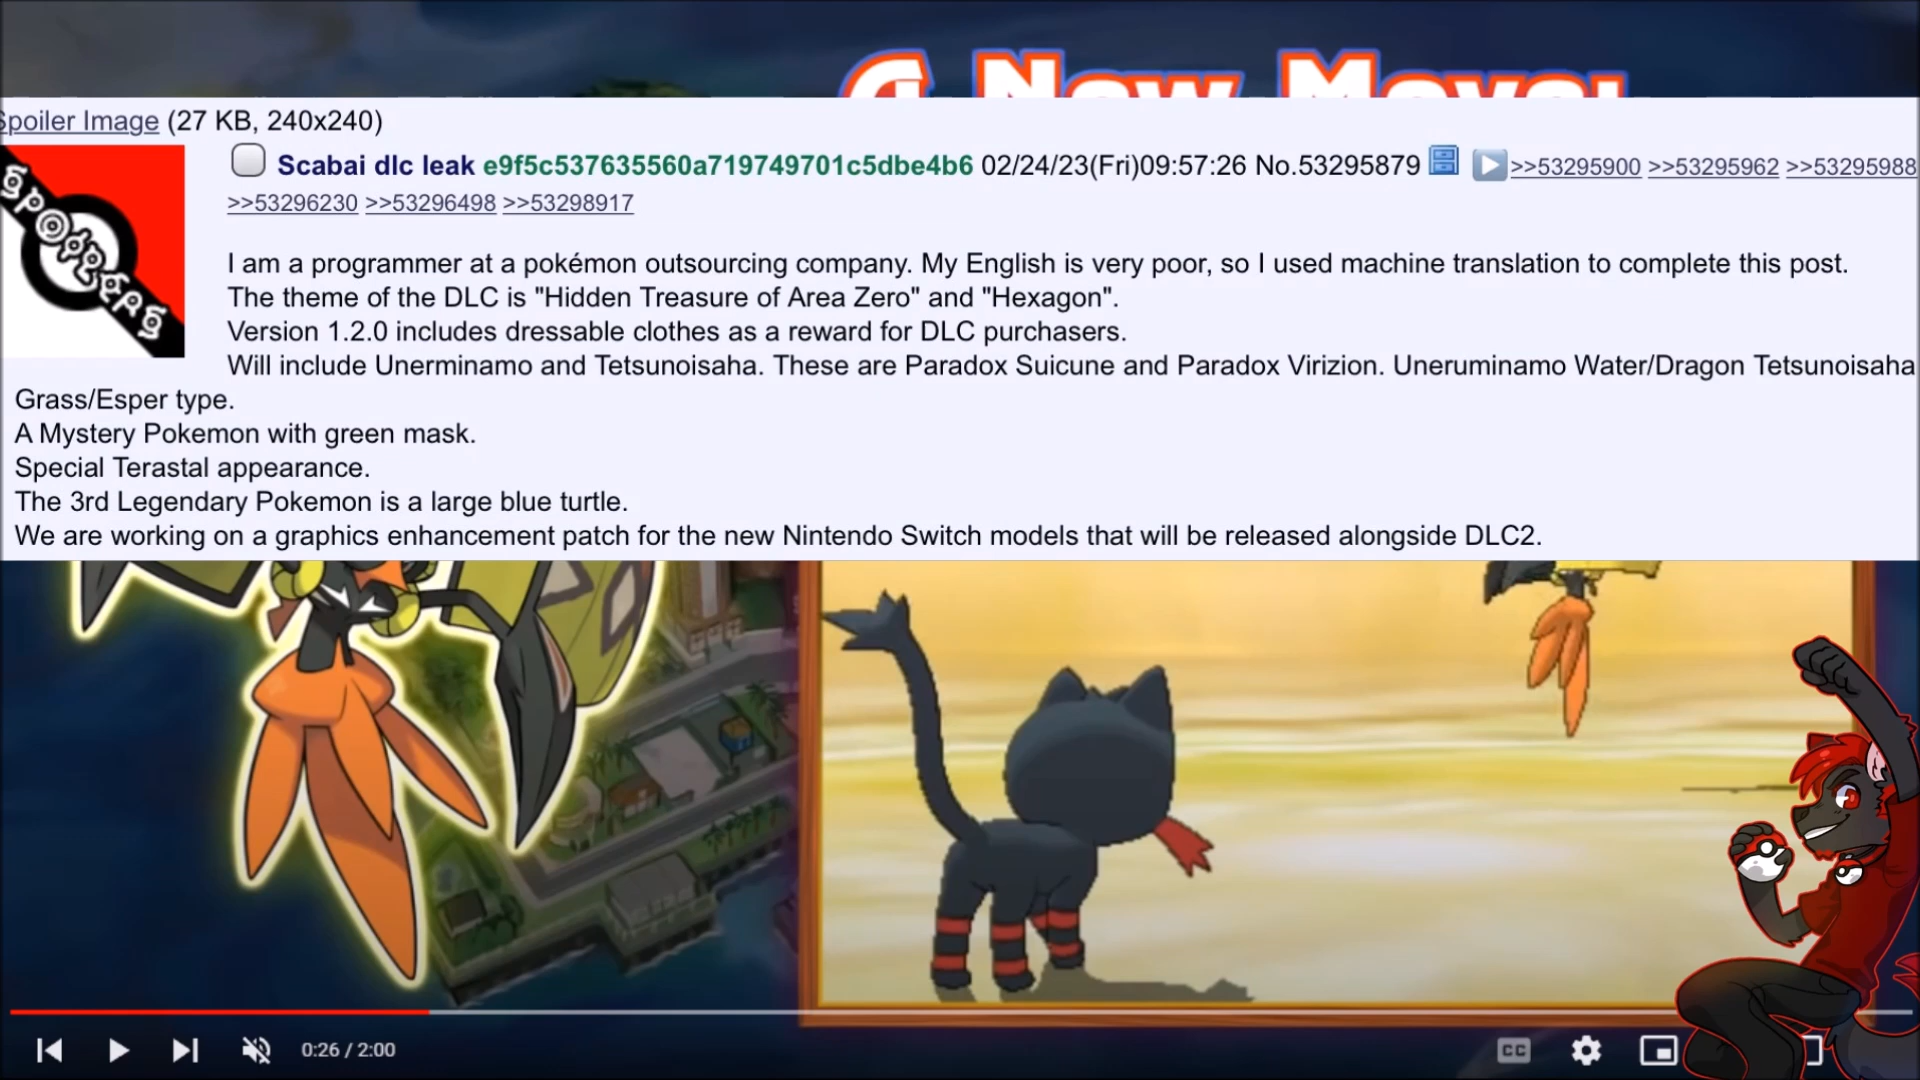 A New Move:
Spoiler Image (27 KB, 240x240)
Scabai dlc leak e9f5c537635560a719749701c5dbe4b6 02/24/23(Fri)09:57:26 No.53295879 >>53295900 >>53295962 >>53295988
>>53296230 >>53296498 >>53298917
SPOILERS
I am a programmer at a pokémon outsourcing company. My English is very poor, so I used machine translation to complete this post.
The theme of the DLC is "Hidden Treasure of Area Zero" and "Hexagon".
Version 1.2.0 includes dressable clothes as a reward for DLC purchasers.
Will include Unerminamo and Tetsunoisaha. These are Paradox Suicune and Paradox Virizion. Uneruminamo Water/Dragon Tetsunoisaha
Grass/Esper type.
A Mystery Pokemon with green mask.
Special Terastal appearance.
The 3rd Legendary Pokemon is a large blue turtle.
We are working on a graphics enhancement patch for the new Nintendo Switch models that will be released alongside DLC2.
0:26 / 2:00
CC